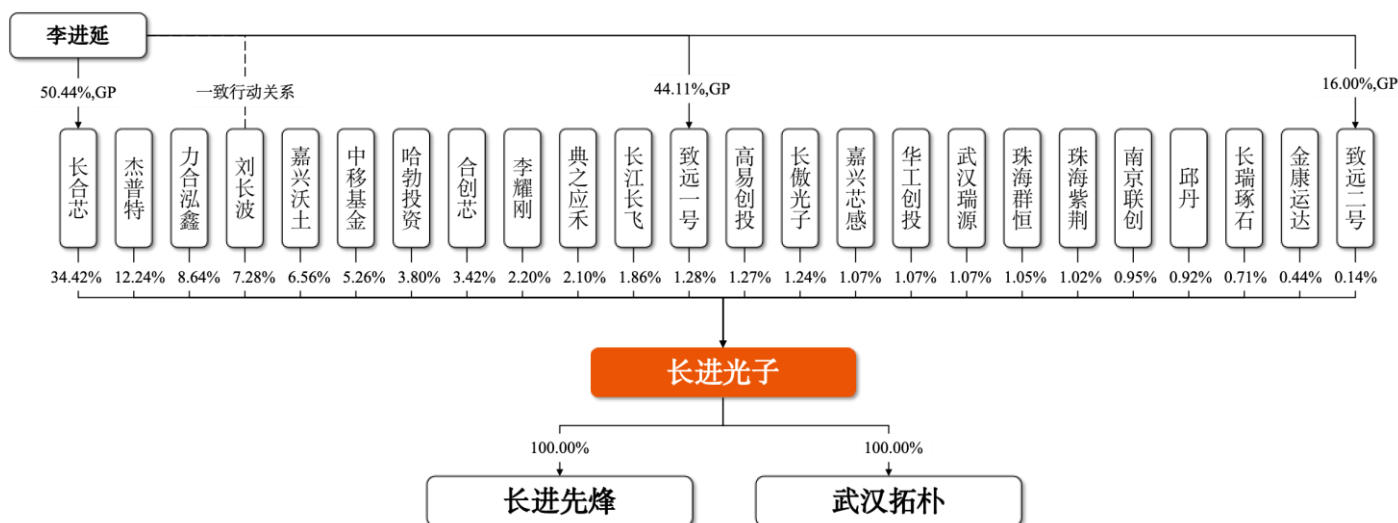 李进延
50.44%,GP
一致行动关系
44.11%,GP
16.00%,GP
长合芯
杰普特
力合泓鑫
刘长波
嘉兴沃土
中移基金
哈勃投资
合创芯
李耀刚
典之应禾
长江长飞
致远一号
高易创投
长傲光子
嘉兴芯感
华工创投
武汉瑞源
珠海群恒
珠海紫荆
南京联创
邱丹
长瑞琢石
金康运达
致远二号
34.42%
12.24%
8.64%
7.28%
6.56%
5.26%
3.80%
3.42%
2.20%
2.10%
1.86%
1.28%
1.27%
1.24%
1.07%
1.07%
1.07%
1.05%
1.02%
0.95%
0.92%
0.71%
0.44%
0.14%
长进光子
100.00%
100.00%
长进先烽
武汉拓朴